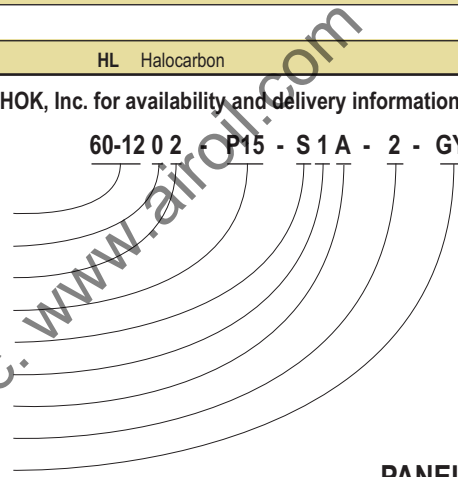 HL Halocarbon
HOK, Inc. for availability and delivery information
60-12 0 2 - P15 - S 1 A - 2 - GY
c. www.airoil.com
PANEL